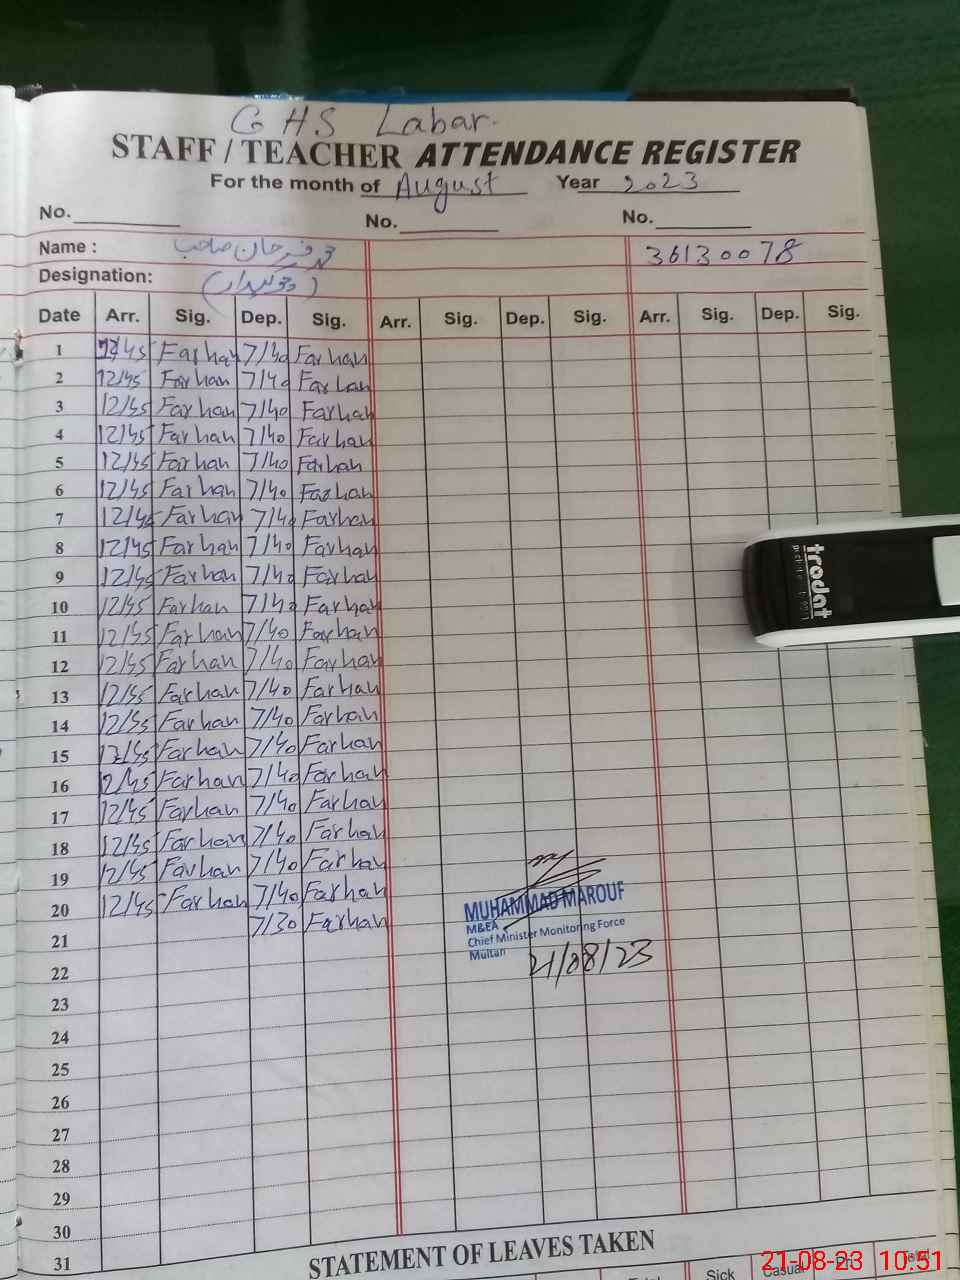 GHS Labar.
STAFF / TEACHER ATTENDANCE REGISTER
For the month of August Year 2023
No. No. No.
Name : محمد فرحان صاحب 36130078
Designation: (چوکیدار)
Date Arr. Sig. Dep. Sig. Arr. Sig. Dep. Sig. Arr. Sig. Dep. Sig.
1 12/45 Farhan 7/40 Farhan
2 12/45 Farhan 7/40 Farhan
3 12/45 Farhan 7/40 Farhan
4 12/45 Farhan 7/40 Farhan
5 12/45 Farhan 7/40 Farhan
6 12/45 Farhan 7/40 Farhan
7 12/45 Farhan 7/40 Farhan
8 12/45 Farhan 7/40 Farhan
9 12/45 Farhan 7/40 Farhan
10 12/45 Farhan 7/40 Farhan
11 12/45 Farhan 7/40 Farhan
12 12/45 Farhan 7/40 Farhan
13 12/45 Farhan 7/40 Farhan
14 12/45 Farhan 7/40 Farhan
15 12/45 Farhan 7/40 Farhan
16 12/45 Farhan 7/40 Farhan
17 12/45 Farhan 7/40 Farhan
18 12/45 Farhan 7/40 Farhan
19 12/45 Farhan 7/40 Farhan
20 12/45 Farhan 7/40 Farhan
21 7/30 Farhan
22
23
24
25
26
27
28
29
30
31
MUHAMMAD MAROUF
M&EA
Chief Minister Monitoring Force
Multan
21/08/23
trodat
STATEMENT OF LEAVES TAKEN
Sick Casual
21-08-23 10:51